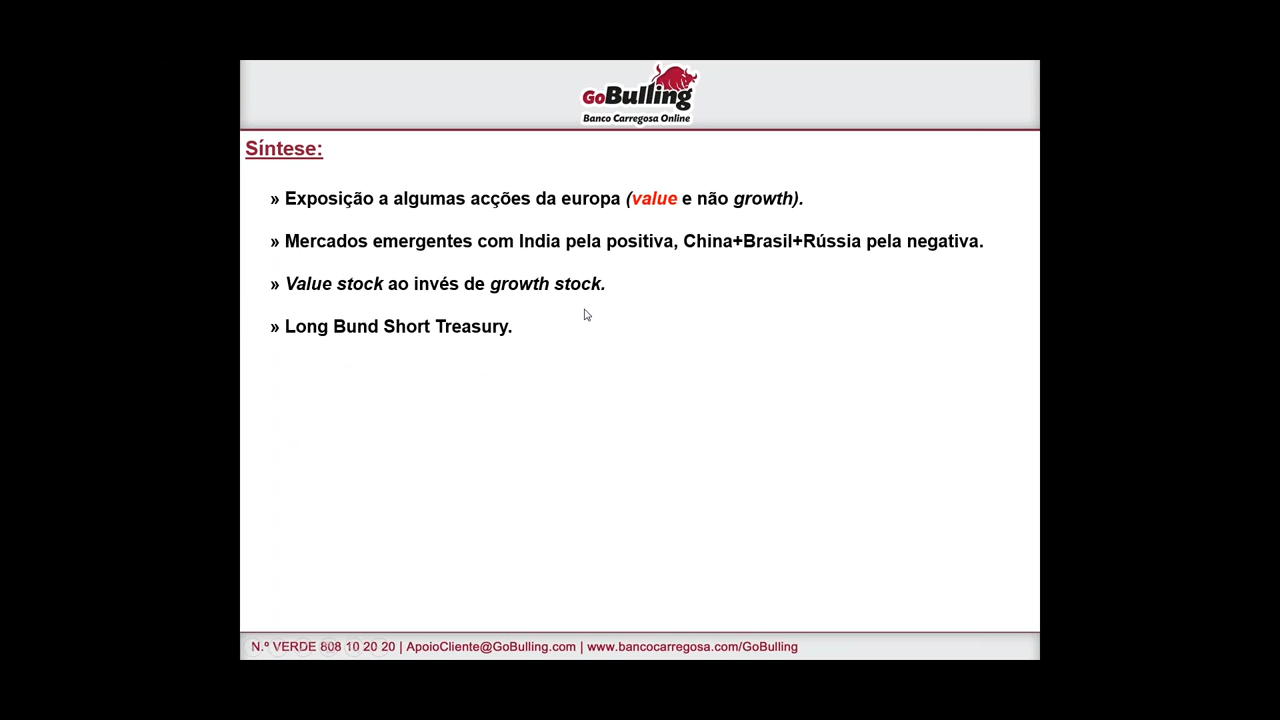 GoBulling
Banco Carregosa Online
Síntese:
» Exposição a algumas acções da europa (value e não growth).
» Mercados emergentes com India pela positiva, China+Brasil+Rússia pela negativa.
» Value stock ao invés de growth stock.
» Long Bund Short Treasury.
N.º VERDE 808 10 20 20 | ApoioCliente@GoBulling.com | www.bancocarregosa.com/GoBulling